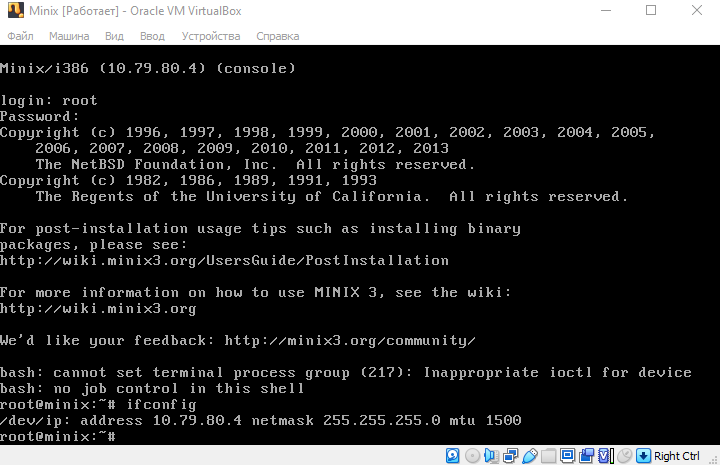 Minix [Работает] - Oracle VM VirtualBox
Файл Машина Вид Ввод Устройства Справка
Minix/i386 (10.79.80.4) (console)
login: root
Password:
Copyright (c) 1996, 1997, 1998, 1999, 2000, 2001, 2002, 2003, 2004, 2005,
2006, 2007, 2008, 2009, 2010, 2011, 2012, 2013
The NetBSD Foundation, Inc.  All rights reserved.
Copyright (c) 1982, 1986, 1989, 1991, 1993
The Regents of the University of California.  All rights reserved.
For post-installation usage tips such as installing binary
packages, please see:
http://wiki.minix3.org/UsersGuide/PostInstallation
For more information on how to use MINIX 3, see the wiki:
http://wiki.minix3.org
We'd like your feedback: http://minix3.org/community/
bash: cannot set terminal process group (217): Inappropriate ioctl for device
bash: no job control in this shell
root@minix:~# ifconfig
/dev/ip: address 10.79.80.4 netmask 255.255.255.0 mtu 1500
root@minix:~#
Right Ctrl